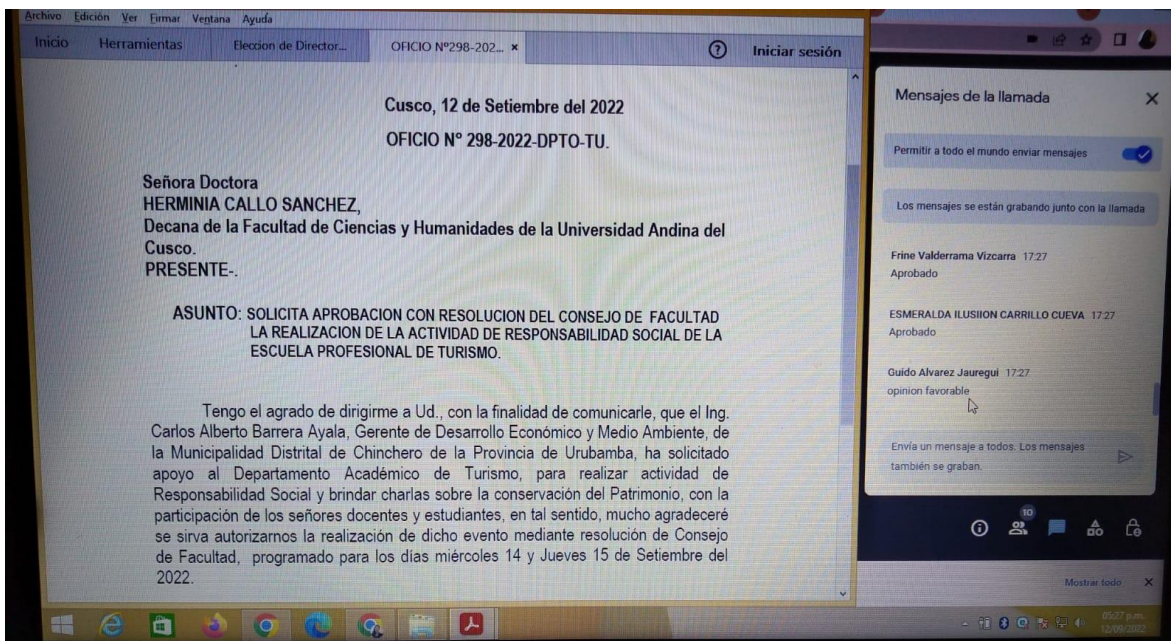 Archivo Edición Ver Firmar Ventana Ayuda
Inicio Herramientas Eleccion de Director... OFICIO Nº298-202... × ? Iniciar sesión
Cusco, 12 de Setiembre del 2022
OFICIO Nº 298-2022-DPTO-TU.
Señora Doctora
HERMINIA CALLO SANCHEZ,
Decana de la Facultad de Ciencias y Humanidades de la Universidad Andina del
Cusco.
PRESENTE-.
ASUNTO: SOLICITA APROBACION CON RESOLUCION DEL CONSEJO DE FACULTAD
LA REALIZACION DE LA ACTIVIDAD DE RESPONSABILIDAD SOCIAL DE LA
ESCUELA PROFESIONAL DE TURISMO.
Tengo el agrado de dirigirme a Ud., con la finalidad de comunicarle, que el Ing.
Carlos Alberto Barrera Ayala, Gerente de Desarrollo Económico y Medio Ambiente, de
la Municipalidad Distrital de Chinchero de la Provincia de Urubamba, ha solicitado
apoyo al Departamento Académico de Turismo, para realizar actividad de
Responsabilidad Social y brindar charlas sobre la conservación del Patrimonio, con la
participación de los señores docentes y estudiantes, en tal sentido, mucho agradeceré
se sirva autorizarnos la realización de dicho evento mediante resolución de Consejo
de Facultad, programado para los días miércoles 14 y Jueves 15 de Setiembre del
2022.
Mensajes de la llamada
Permitir a todo el mundo enviar mensajes
Los mensajes se están grabando junto con la llamada
Frine Valderrama Vizcarra 17:27
Aprobado
ESMERALDA ILUSIION CARRILLO CUEVA 17:27
Aprobado
Guido Alvarez Jauregui 17:27
opinion favorable
Envía un mensaje a todos. Los mensajes
también se graban.
10
Mostrar todo
05:27 p.m.
12/09/2022